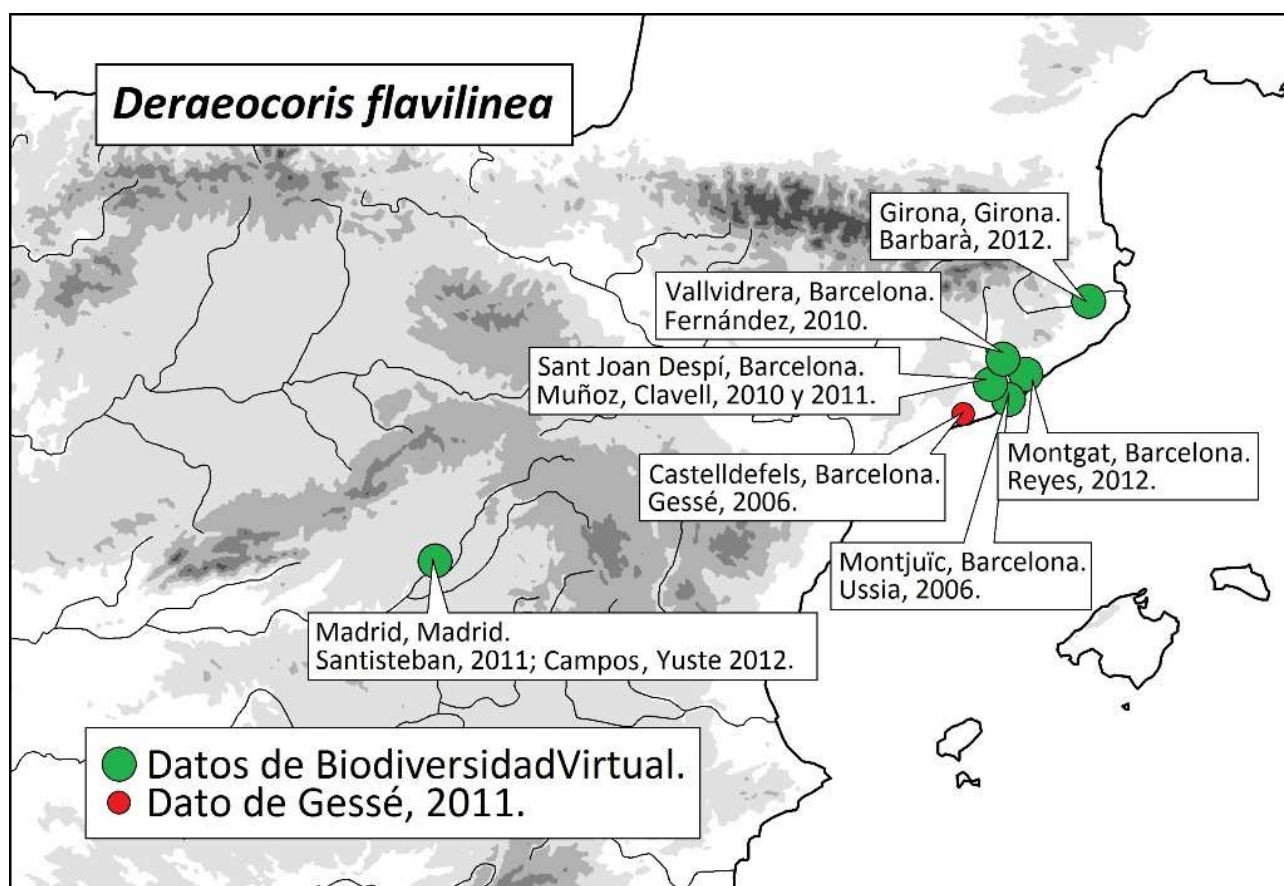 Deraeocoris flavilinea
Girona, Girona.
Barbarà, 2012.
Vallvidrera, Barcelona.
Fernández, 2010.
Sant Joan Despí, Barcelona.
Muñoz, Clavell, 2010 y 2011.
Castelldefels, Barcelona.
Gessé, 2006.
Montgat, Barcelona.
Reyes, 2012.
Montjuïc, Barcelona.
Ussia, 2006.
Madrid, Madrid.
Santisteban, 2011; Campos, Yuste 2012.
Datos de BiodiversidadVirtual.
Dato de Gessé, 2011.